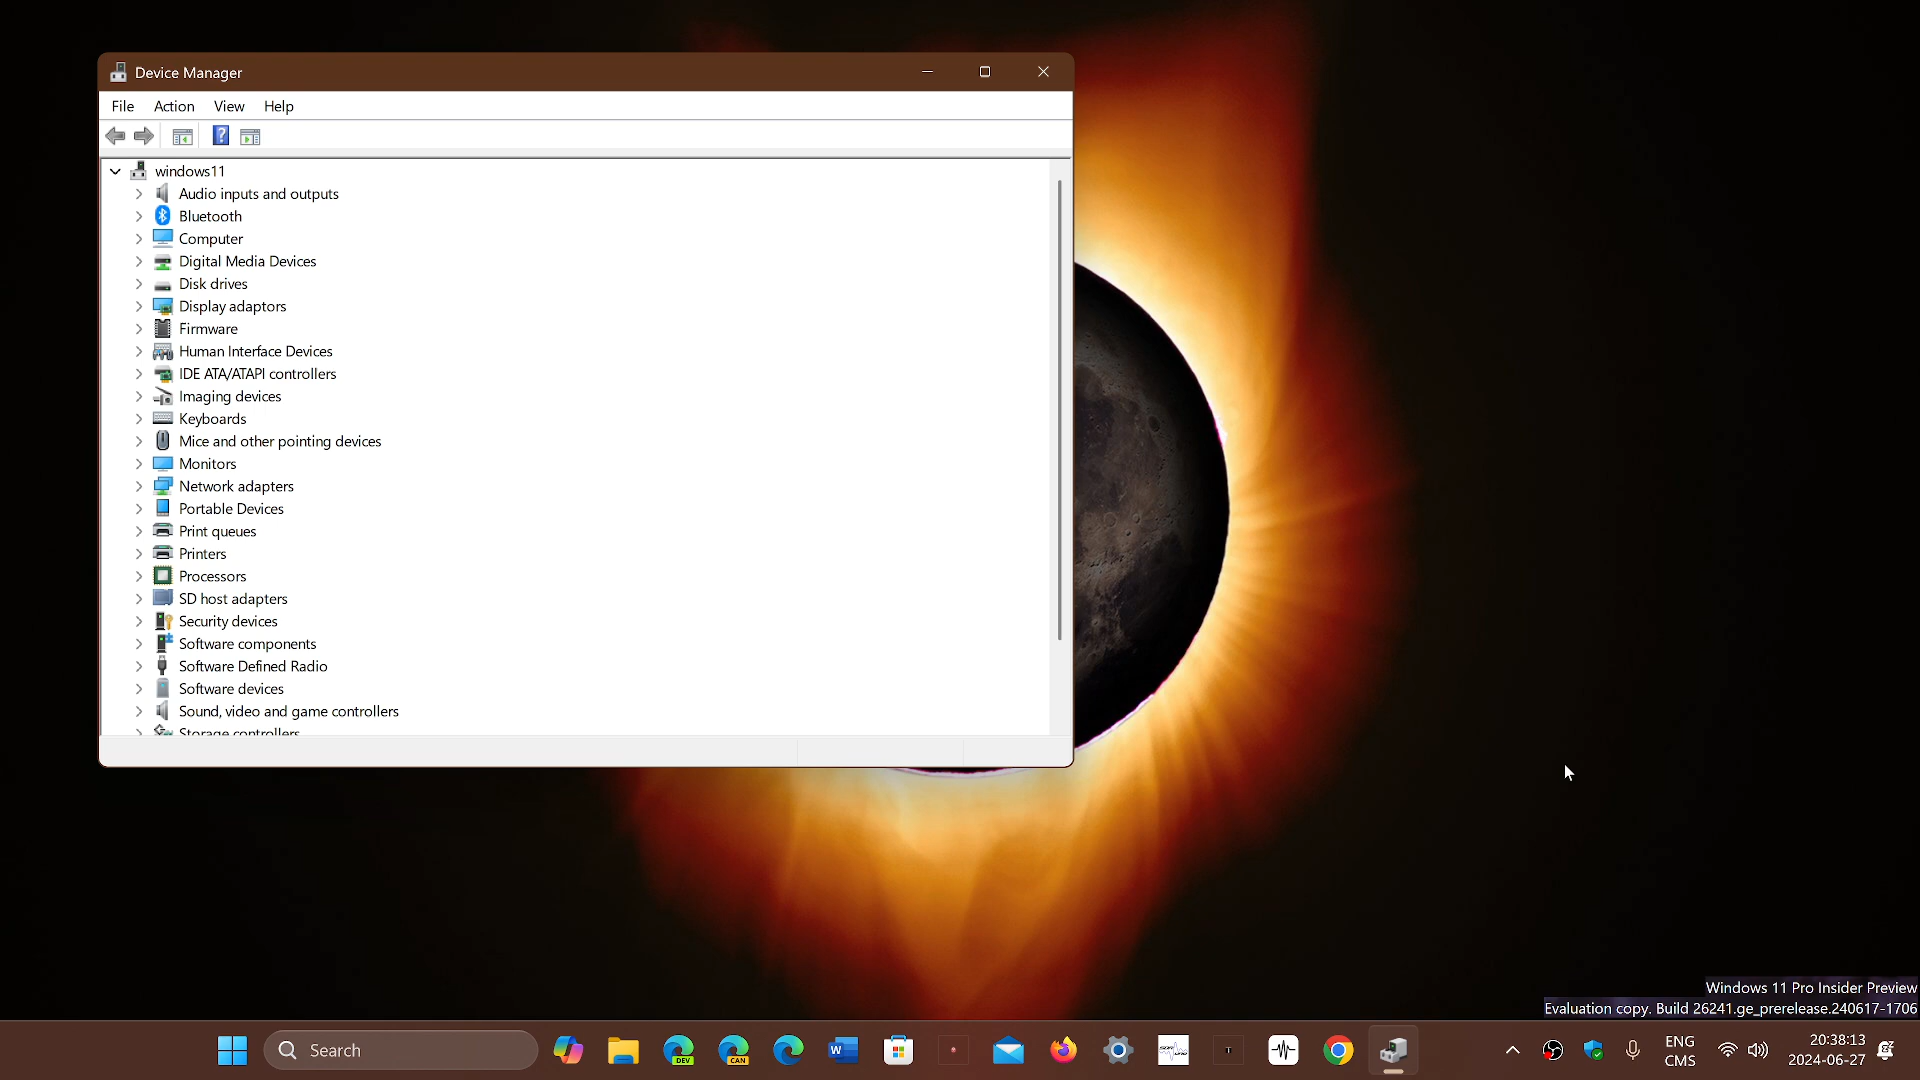 Device Manager
File Action View Help
windows11
Audio inputs and outputs
Bluetooth
Computer
Digital Media Devices
Disk drives
Display adaptors
Firmware
Human Interface Devices
IDE ATA/ATAPI controllers
Imaging devices
Keyboards
Mice and other pointing devices
Monitors
Network adapters
Portable Devices
Print queues
Printers
Processors
SD host adapters
Security devices
Software components
Software Defined Radio
Software devices
Sound, video and game controllers
Storage controllers
Windows 11 Pro Insider Preview
Evaluation copy. Build 26241.ge_prerelease.240617-1706
Search
DEV
CAN
W
T
ENG
CMS
20:38:13
2024-06-27